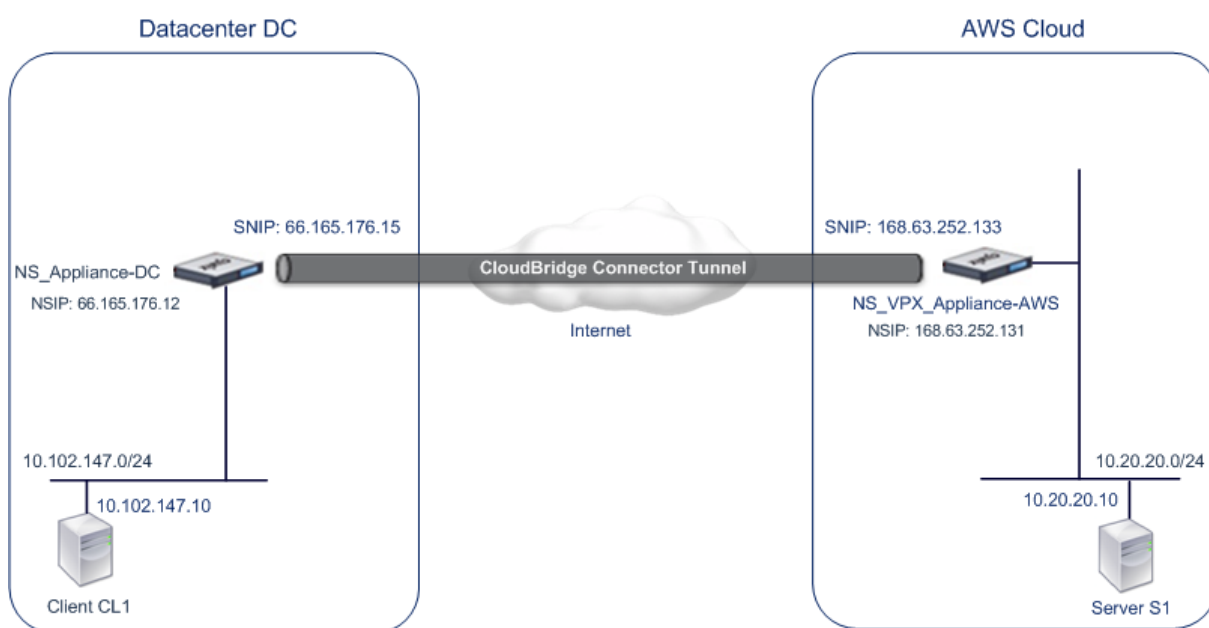 Datacenter DC
AWS Cloud
SNIP: 66.165.176.15
SNIP: 168.63.252.133
NS_Appliance-DC
CloudBridge Connector Tunnel
NSIP: 66.165.176.12
NS_VPX_Appliance-AWS
Internet
NSIP: 168.63.252.131
10.102.147.0/24
10.20.20.0/24
10.102.147.10
10.20.20.10
Client CL1
Server S1